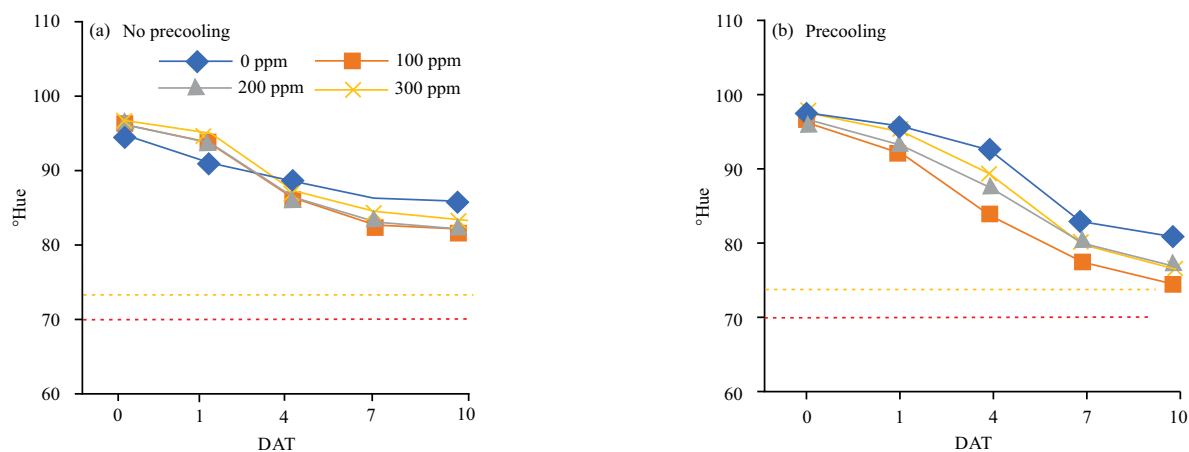 (a) No precooling
0 ppm
100 ppm
200 ppm
300 ppm
110
100
90
80
70
60
°Hue
0 1 4 7 10
DAT
(b) Precooling
110
100
90
80
70
60
°Hue
0 1 4 7 10
DAT